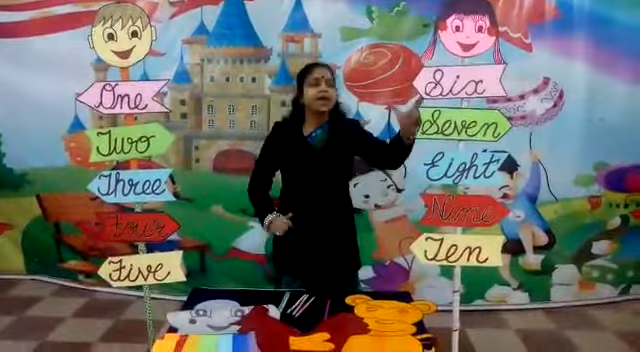 One
Two
Three
Four
Five
Six
Seven
Eight
Nine
Ten